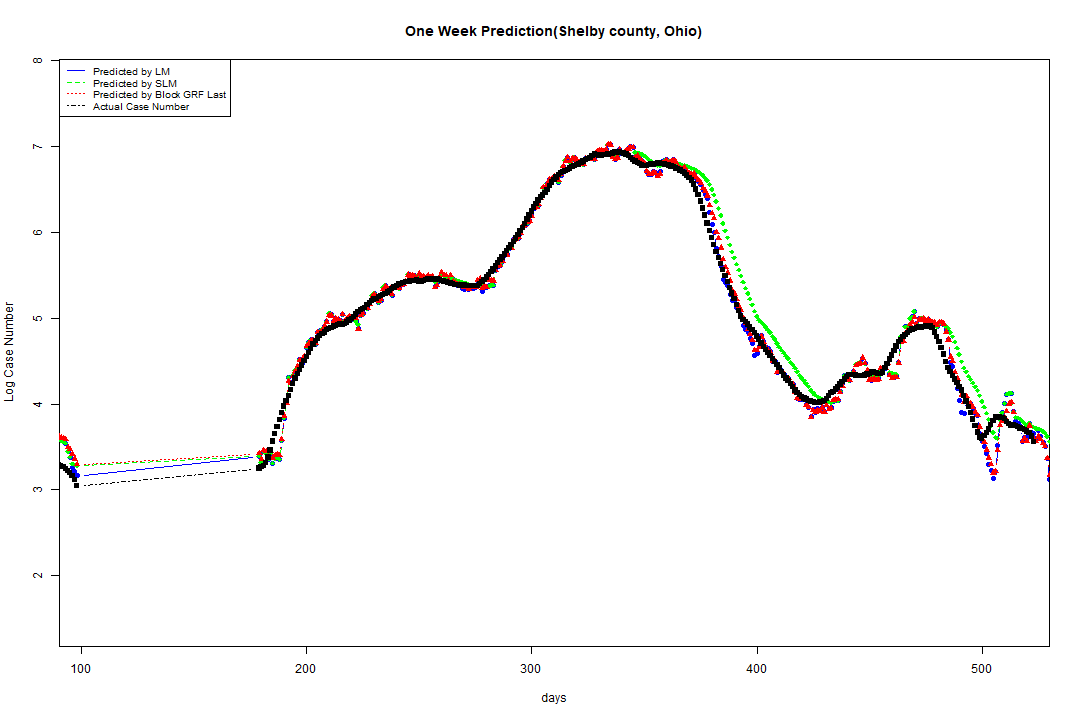 One Week Prediction(Shelby county, Ohio)
Predicted by LM
Predicted by SLM
Predicted by Block GRF Last
Actual Case Number
8
7
6
5
4
3
2
Log Case Number
100 200 300 400 500
days